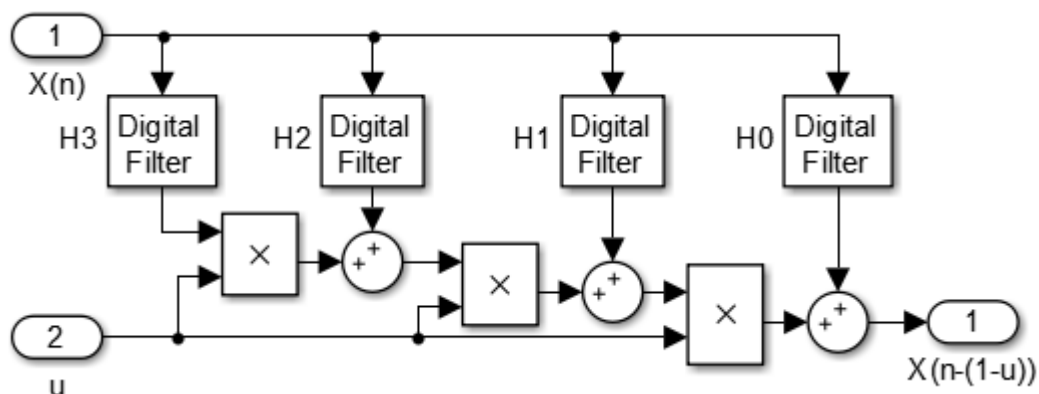 1
X(n)
H3
Digital
Filter
H2
Digital
Filter
H1
Digital
Filter
H0
Digital
Filter
×
+
+
×
+
+
×
+
+
2
u
1
X(n-(1-u))